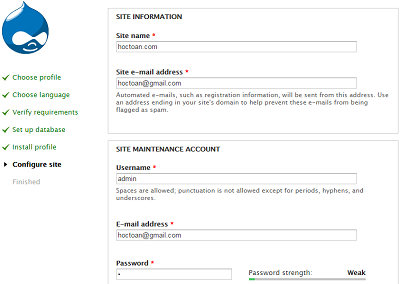 Choose profile
Choose language
Verify requirements
Set up database
Install profile
Configure site
Finished
SITE INFORMATION
Site name *
hoctoan.com
Site e-mail address *
hoctoan@gmail.com
Automated e-mails, such as registration information, will be sent from this address. Use
an address ending in your site's domain to help prevent these e-mails from being
flagged as spam.
SITE MAINTENANCE ACCOUNT
Username *
admin
Spaces are allowed; punctuation is not allowed except for periods, hyphens, and
underscores.
E-mail address *
hoctoan@gmail.com
Password *
Password strength: Weak